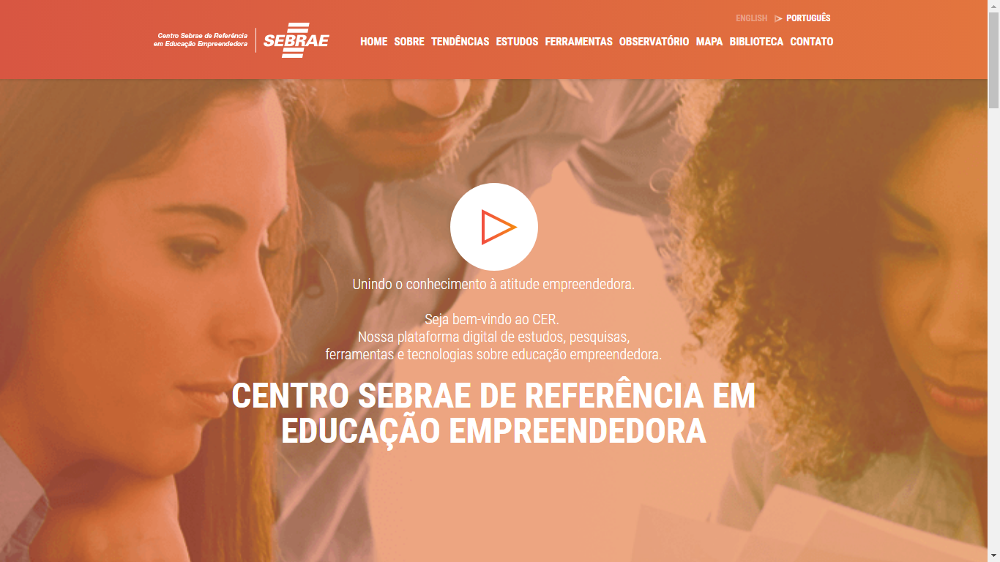 ENGLISH PORTUGUÊS
Centro Sebrae de Referência
em Educação Empreendedora
SEBRAE
HOME SOBRE TENDÊNCIAS ESTUDOS FERRAMENTAS OBSERVATÓRIO MAPA BIBLIOTECA CONTATO
Unindo o conhecimento à atitude empreendedora.
Seja bem-vindo ao CER.
Nossa plataforma digital de estudos, pesquisas,
ferramentas e tecnologias sobre educação empreendedora.
CENTRO SEBRAE DE REFERÊNCIA EM
EDUCAÇÃO EMPREENDEDORA